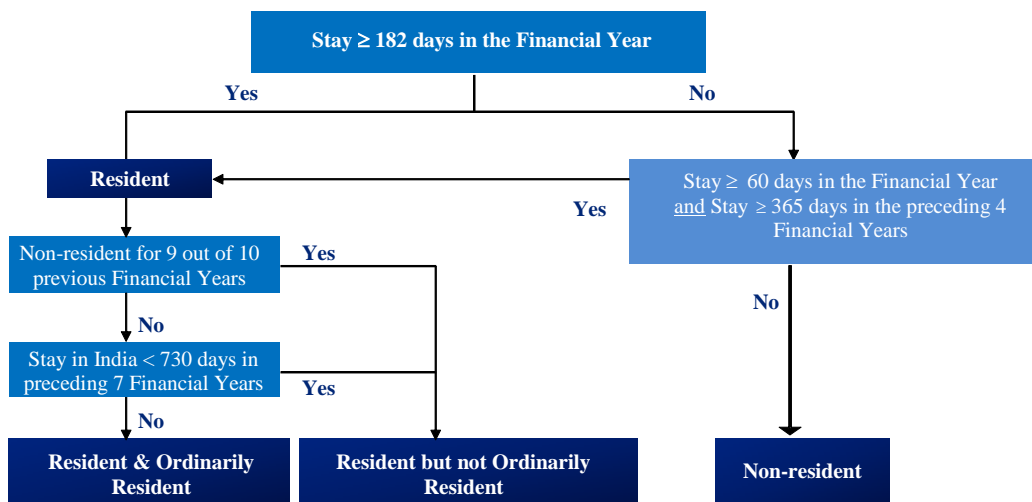 Stay ≥ 182 days in the Financial Year
Yes
No
Resident
Stay ≥ 60 days in the Financial Year
and Stay ≥ 365 days in the preceding 4
Financial Years
Yes
Non-resident for 9 out of 10
previous Financial Years
Yes
No
No
Stay in India < 730 days in
preceding 7 Financial Years
Yes
No
Resident & Ordinarily
Resident
Resident but not Ordinarily
Resident
Non-resident